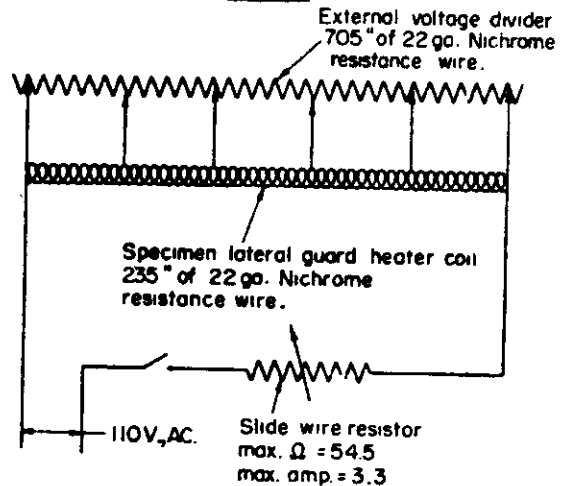 External voltage divider
705" of 22 ga. Nichrome
resistance wire.
Specimen lateral guard heater coil
235" of 22 ga. Nichrome
resistance wire.
110V, AC.
Slide wire resistor
max. Ω = 54.5
max. amp. = 3.3